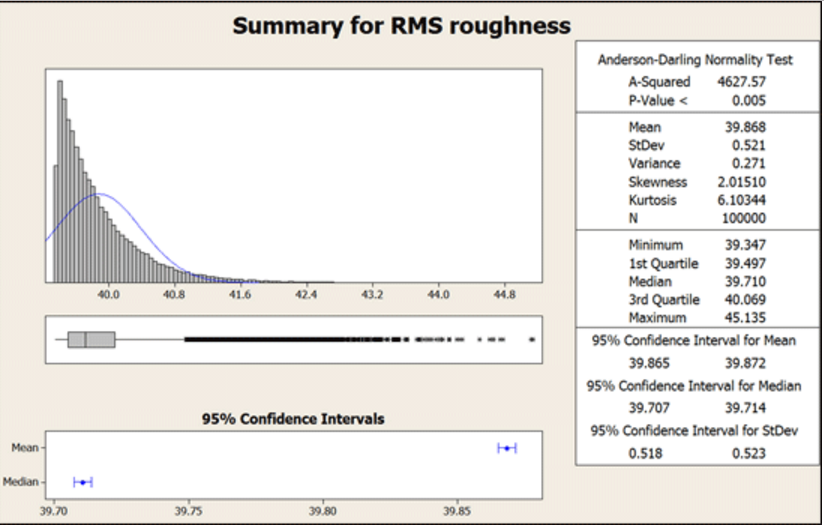 Summary for RMS roughness
40.0 40.8 41.6 42.4 43.2 44.0 44.8
95% Confidence Intervals
Mean
Median
39.70 39.75 39.80 39.85
Anderson-Darling Normality Test
A-Squared 4627.57
P-Value < 0.005
Mean 39.868
StDev 0.521
Variance 0.271
Skewness 2.01510
Kurtosis 6.10344
N 100000
Minimum 39.347
1st Quartile 39.497
Median 39.710
3rd Quartile 40.069
Maximum 45.135
95% Confidence Interval for Mean
39.865 39.872
95% Confidence Interval for Median
39.707 39.714
95% Confidence Interval for StDev
0.518 0.523